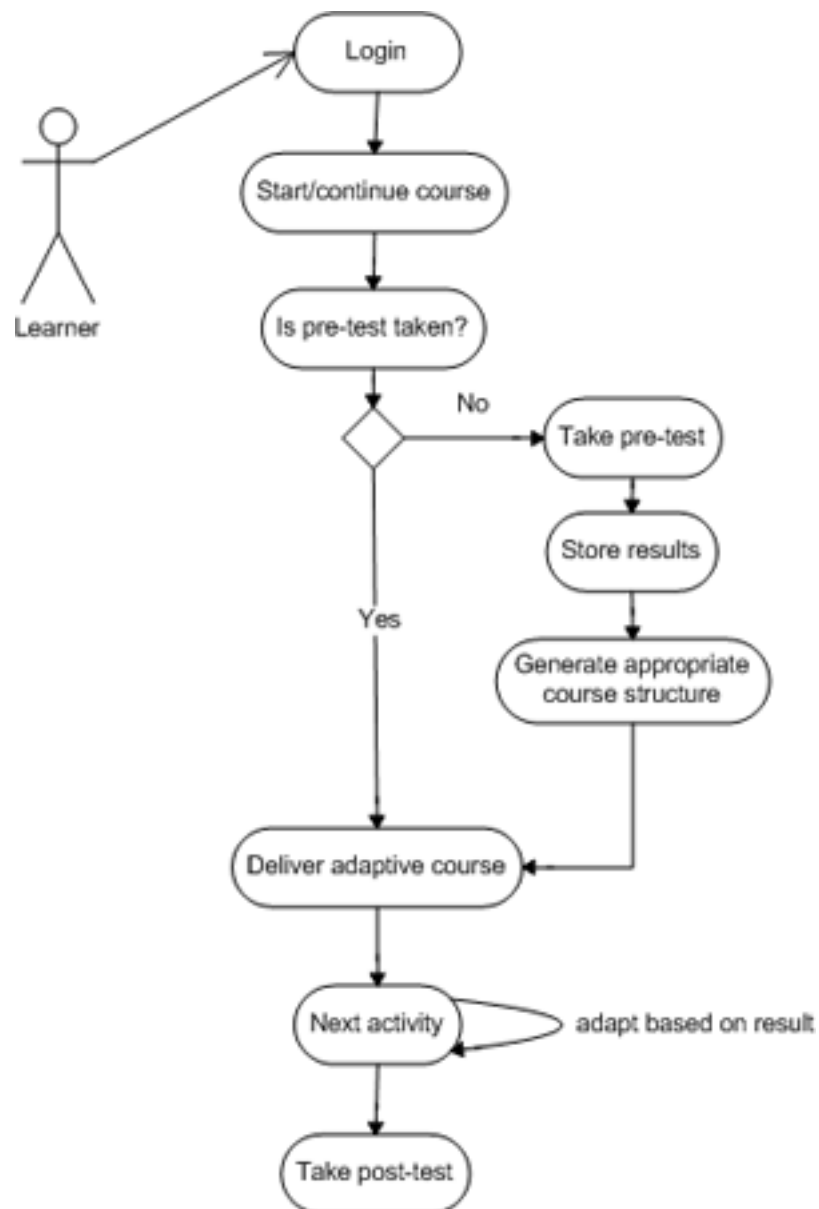 Login
Start/continue course
Learner
Is pre-test taken?
No
Take pre-test
Store results
Yes
Generate appropriate
course structure
Deliver adaptive course
Next activity
adapt based on result
Take post-test